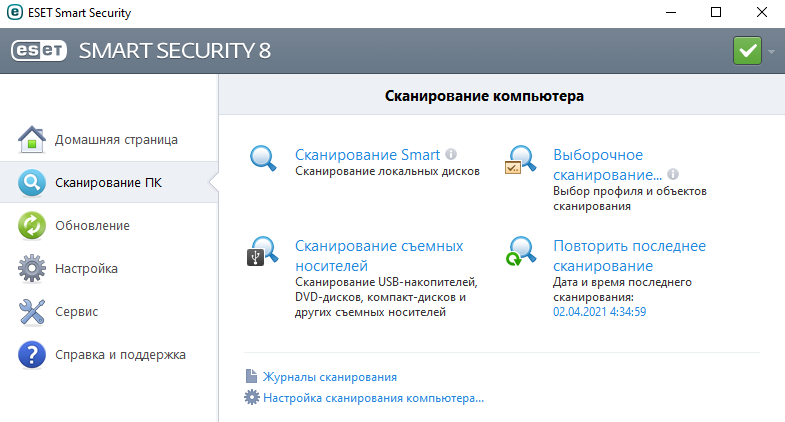 ESET Smart Security
eset SMART SECURITY 8
Сканирование компьютера
Домашняя страница
Сканирование ПК
Обновление
Настройка
Сервис
Справка и поддержка
Сканирование Smart
Сканирование локальных дисков
Выборочное
сканирование...
Выбор профиля и объектов
сканирования
Сканирование съемных
носителей
Сканирование USB-накопителей,
DVD-дисков, компакт-дисков и
других съемных носителей
Повторить последнее
сканирование
Дата и время последнего
сканирования:
02.04.2021 4:34:59
Журналы сканирования
Настройка сканирования компьютера...